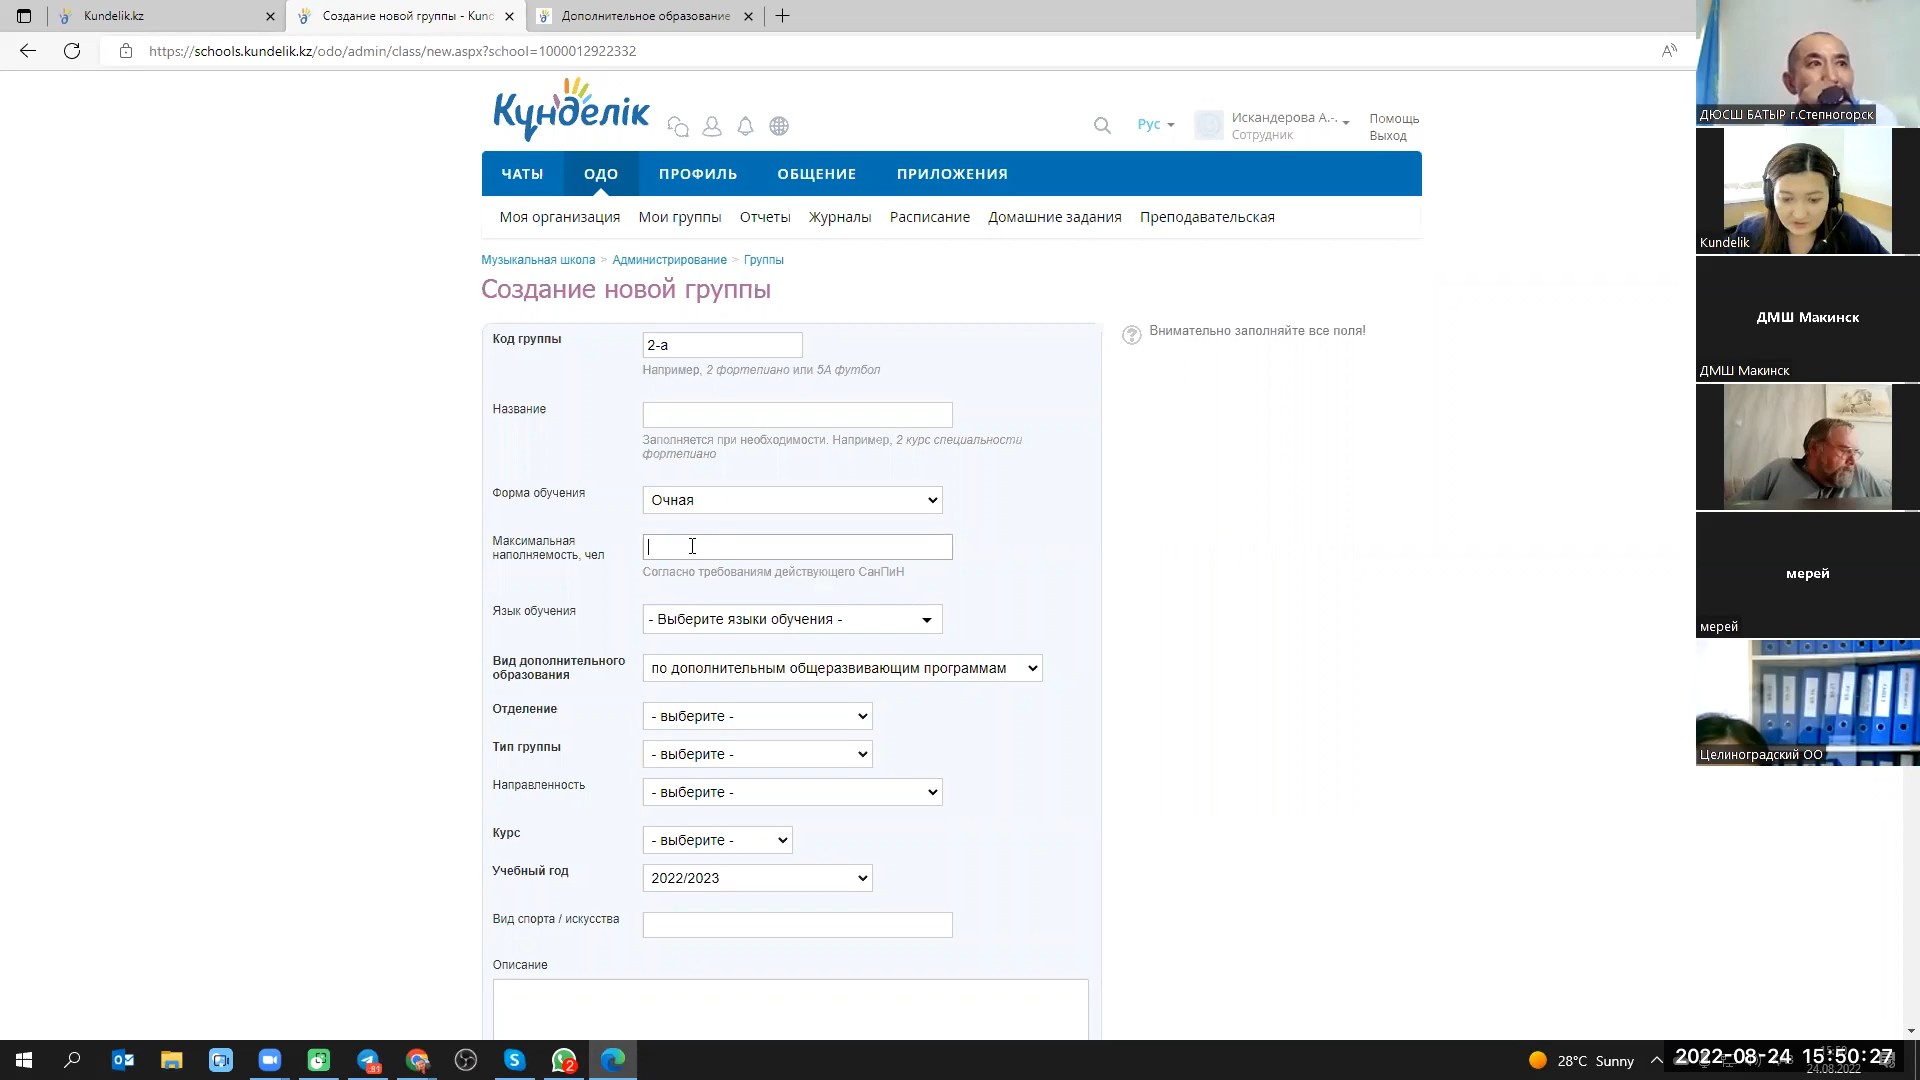 Kundelik.kz
Создание новой группы - Kund
Дополнительное образование
https://schools.kundelik.kz/odo/admin/class/new.aspx?school=1000012922332
Күнделік
Рус
Искандерова А.-.
Сотрудник
Помощь
Выход
ЧАТЫ
ОДО
ПРОФИЛЬ
ОБЩЕНИЕ
ПРИЛОЖЕНИЯ
Моя организация
Мои группы
Отчеты
Журналы
Расписание
Домашние задания
Преподавательская
Музыкальная школа > Администрирование > Группы
Создание новой группы
Внимательно заполняйте все поля!
Код группы
2-а
Например, 2 фортепиано или 5А футбол
Название
Заполняется при необходимости. Например, 2 курс специальности
фортепиано
Форма обучения
Очная
Максимальная
наполняемость, чел
Согласно требованиям действующего СанПиН
Язык обучения
- Выберите языки обучения -
Вид дополнительного
образования
по дополнительным общеразвивающим программам
Отделение
- выберите -
Тип группы
- выберите -
Направленность
- выберите -
Курс
- выберите -
Учебный год
2022/2023
Вид спорта / искусства
Описание
ДЮСШ БАТЫР г.Степногорск
Kundelik
ДМШ Макинск
ДМШ Макинск
мерей
мерей
Целиноградский ОО
81
2
28°C Sunny
2022-08-24 15:50:27
24.08.2022